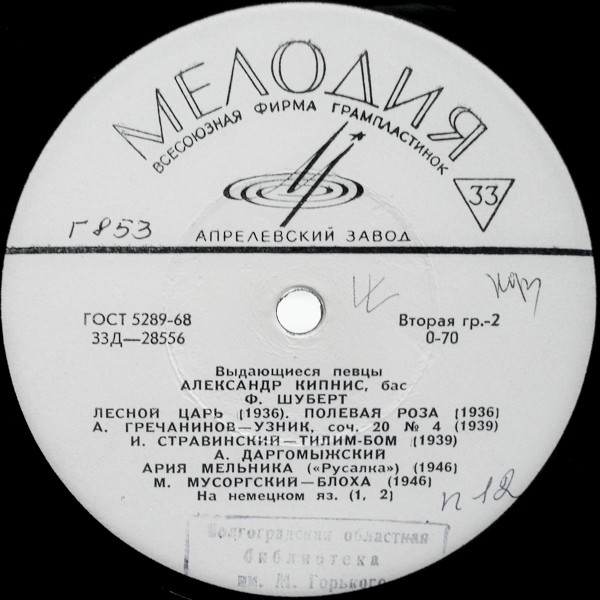 МЕЛОДИЯ
ВСЕСОЮЗНАЯ ФИРМА ГРАМПЛАСТИНОК
33
Г 853
АПРЕЛЕВСКИЙ ЗАВОД
ГОСТ 5289-68
33Д—28556
Вторая гр.-2
0-70
Выдающиеся певцы
АЛЕКСАНДР КИПНИС, бас
Ф. ШУБЕРТ
ЛЕСНОЙ ЦАРЬ (1936). ПОЛЕВАЯ РОЗА (1936)
А. ГРЕЧАНИНОВ—УЗНИК, соч. 20 № 4 (1939)
И. СТРАВИНСКИЙ—ТИЛИМ-БОМ (1939)
А. ДАРГОМЫЖСКИЙ
АРИЯ МЕЛЬНИКА («Русалка») (1946)
М. МУСОРГСКИЙ—БЛОХА (1946)
На немецком яз. (1, 2)
п 12
Волгоградская областная
библиотека
им. М. Горького